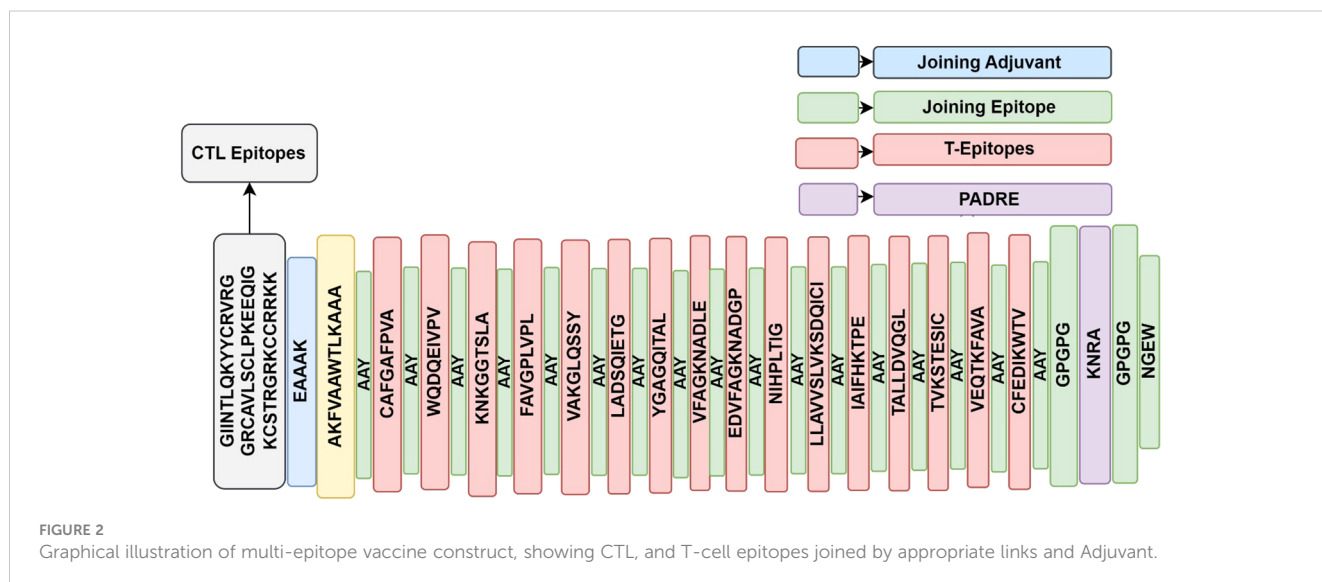 Joining Adjuvant
Joining Epitope
T-Epitopes
PADRE
CTL Epitopes
GIINTLQKYYCRVRG
GRCAVLSCLPKEEQIG
KCSTRGRKCCRRKK
EAAAK
AKFVAAWTLKAAA
AAY
CAFGAFPVA
AAY
WQDQEIVPV
AAY
KNKGGTSLA
AAY
FAVGPLVPL
AAY
VAKGLQSSY
AAY
LADSQIETG
AAY
YGAGQITAL
AAY
VFAGKNADLE
AAY
EDVFAGKNADGP
AAY
NIHPLTIG
AAY
LLAVVSLVKSDQICI
AAY
IAIFHKTPE
AAY
TALLDVQGL
AAY
TVKSTESIC
AAY
VEQTKFAVA
AAY
CFEDIKWTV
AAY
GPGPG
KNRA
GPGPG
NGEW
FIGURE 2
Graphical illustration of multi-epitope vaccine construct, showing CTL, and T-cell epitopes joined by appropriate links and Adjuvant.